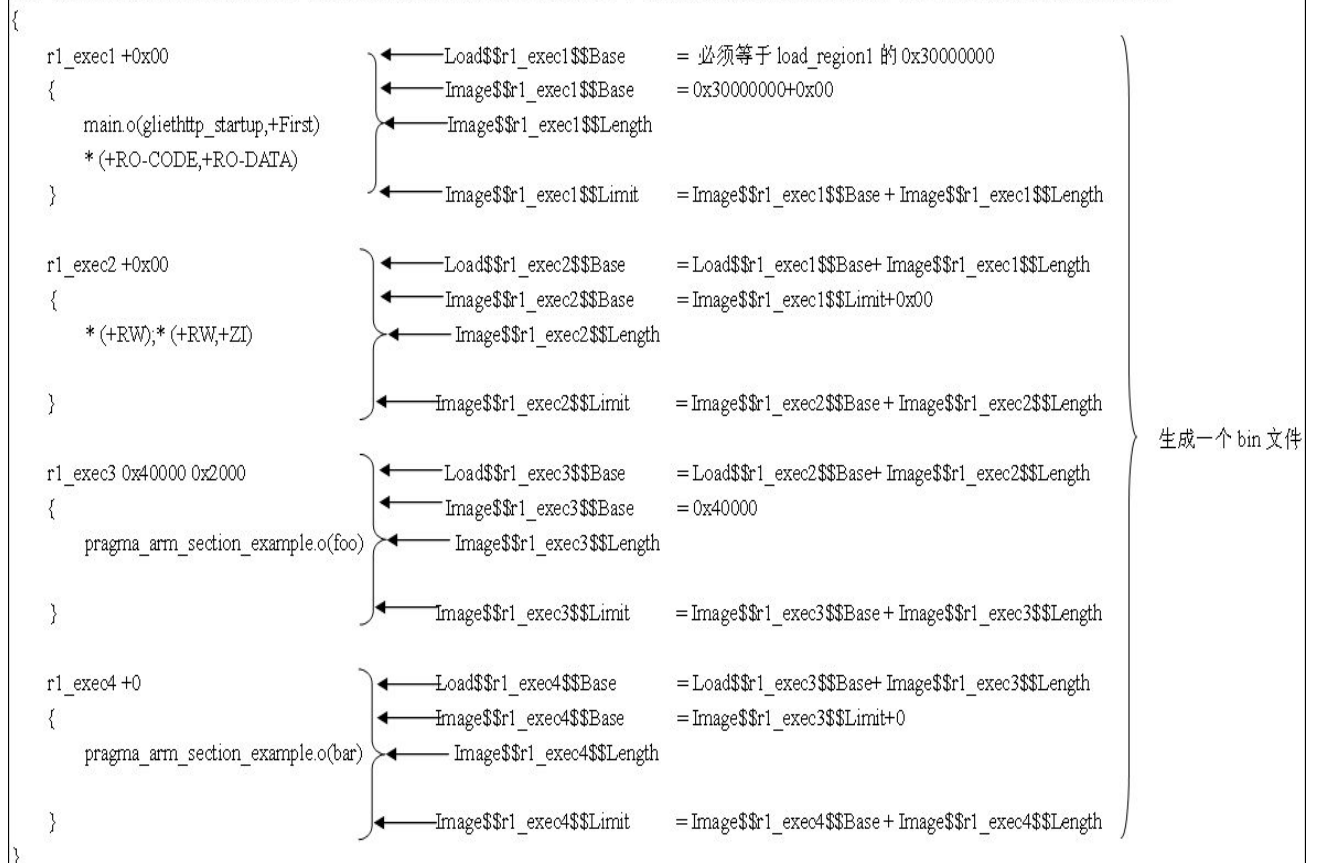 {
r1_exec1 +0x00 Load$$r1_exec1$$Base = 必须等于 load_region1 的 0x30000000
{ Image$$r1_exec1$$Base = 0x30000000+0x00
main.o(gliethttp_startup,+First) Image$$r1_exec1$$Length
* (+RO-CODE,+RO-DATA)
} Image$$r1_exec1$$Limit = Image$$r1_exec1$$Base + Image$$r1_exec1$$Length
r1_exec2 +0x00 Load$$r1_exec2$$Base = Load$$r1_exec1$$Base+ Image$$r1_exec1$$Length
{ Image$$r1_exec2$$Base = Image$$r1_exec1$$Limit+0x00
* (+RW);* (+RW,+ZI) Image$$r1_exec2$$Length
} Image$$r1_exec2$$Limit = Image$$r1_exec2$$Base + Image$$r1_exec2$$Length
生成一个 bin 文件
r1_exec3 0x40000 0x2000 Load$$r1_exec3$$Base = Load$$r1_exec2$$Base+ Image$$r1_exec2$$Length
{ Image$$r1_exec3$$Base = 0x40000
pragma_arm_section_example.o(foo) Image$$r1_exec3$$Length
} Image$$r1_exec3$$Limit = Image$$r1_exec3$$Base + Image$$r1_exec3$$Length
r1_exec4 +0 Load$$r1_exec4$$Base = Load$$r1_exec3$$Base+ Image$$r1_exec3$$Length
{ Image$$r1_exec4$$Base = Image$$r1_exec3$$Limit+0
pragma_arm_section_example.o(bar) Image$$r1_exec4$$Length
} Image$$r1_exec4$$Limit = Image$$r1_exec4$$Base + Image$$r1_exec4$$Length
}